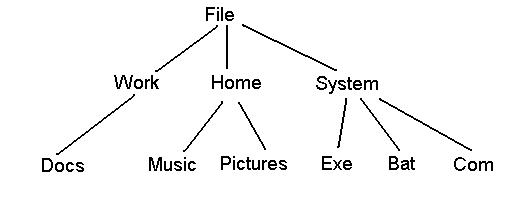 File
Work Home System
Docs Music Pictures Exe Bat Com